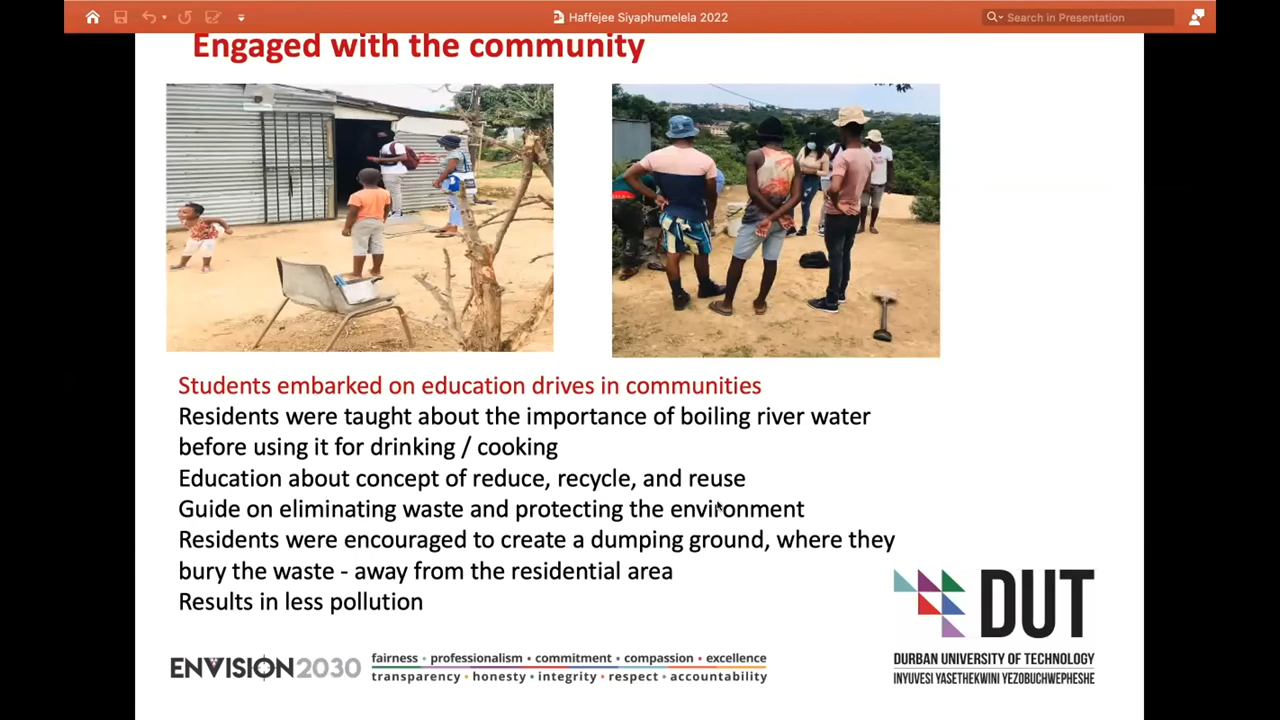 Haffejee Siyaphumelela 2022
Search in Presentation
Engaged with the community
Students embarked on education drives in communities
Residents were taught about the importance of boiling river water
before using it for drinking / cooking
Education about concept of reduce, recycle, and reuse
Guide on eliminating waste and protecting the environment
Residents were encouraged to create a dumping ground, where they
bury the waste - away from the residential area
Results in less pollution
DUT
DURBAN UNIVERSITY OF TECHNOLOGY
INYUVESI YASETHEKWINI YEZOBUCHWEPHESHE
ENVISION2030
fairness • professionalism • commitment • compassion • excellence
transparency • honesty • integrity • respect • accountability